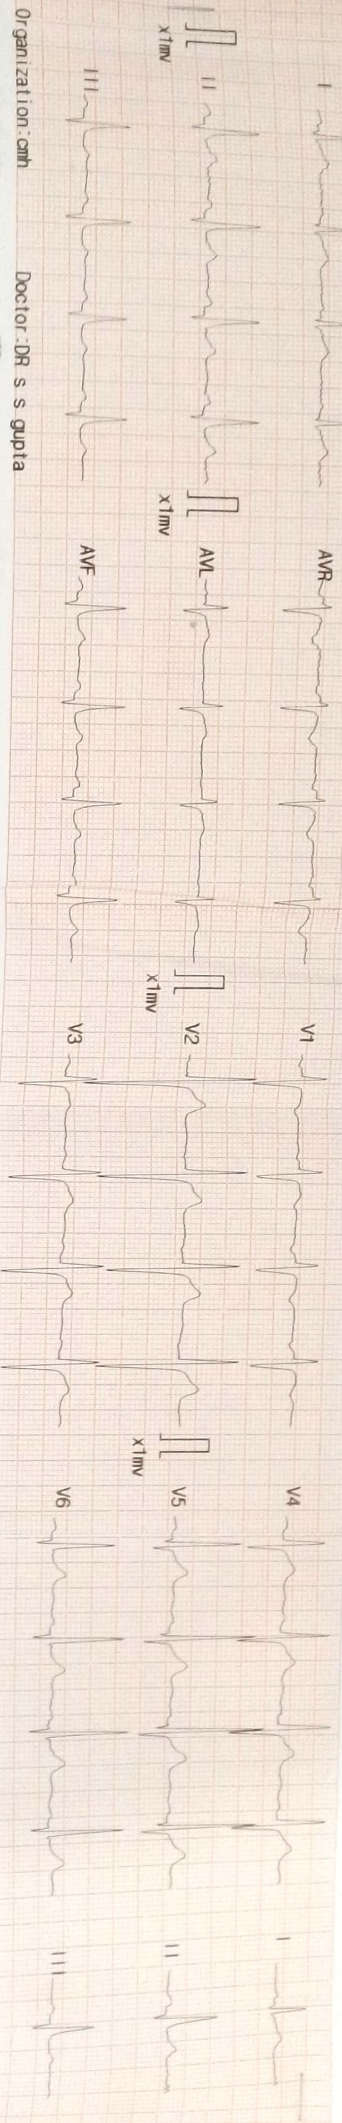 I
AVR
V1
V4
I
x1mv
II
x1mv
AVL
x1mv
V2
x1mv
V5
II
III
AVF
V3
V6
III
Organization:cmh Doctor:DR s s gupta